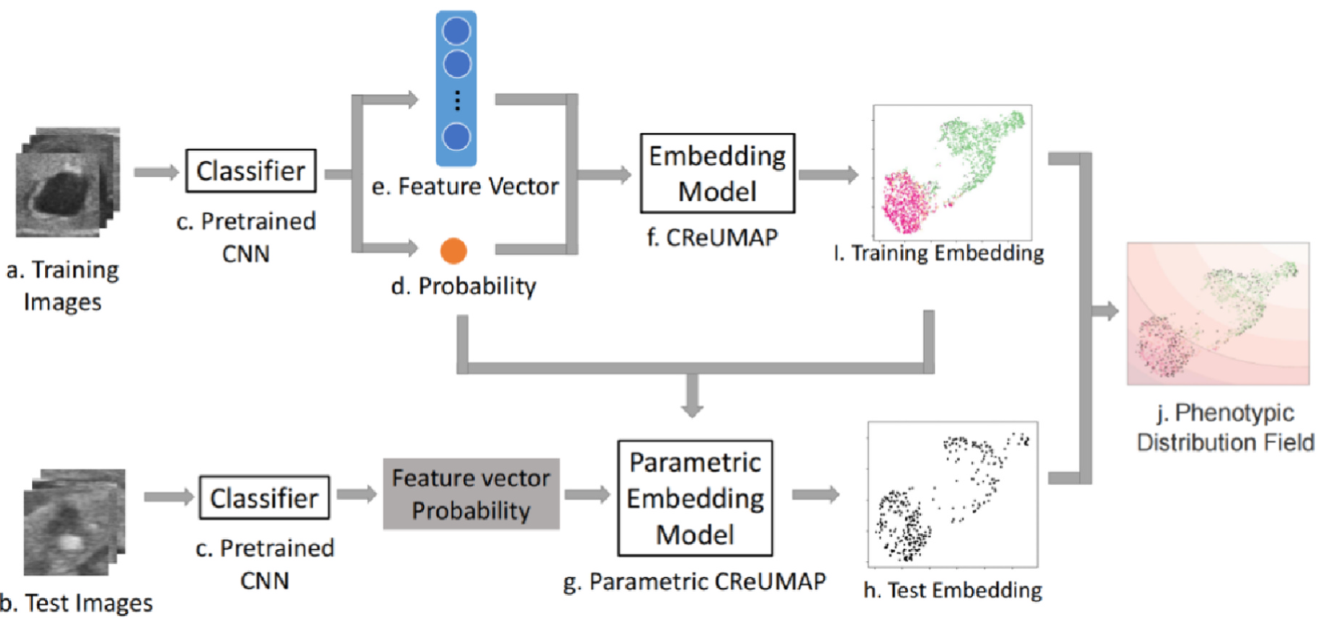 a. Training
Images
Classifier
c. Pretrained
CNN
e. Feature Vector
d. Probability
Embedding
Model
f. CReUMAP
I. Training Embedding
b. Test Images
Classifier
c. Pretrained
CNN
Feature vector
Probability
Parametric
Embedding
Model
g. Parametric CReUMAP
h. Test Embedding
j. Phenotypic
Distribution Field